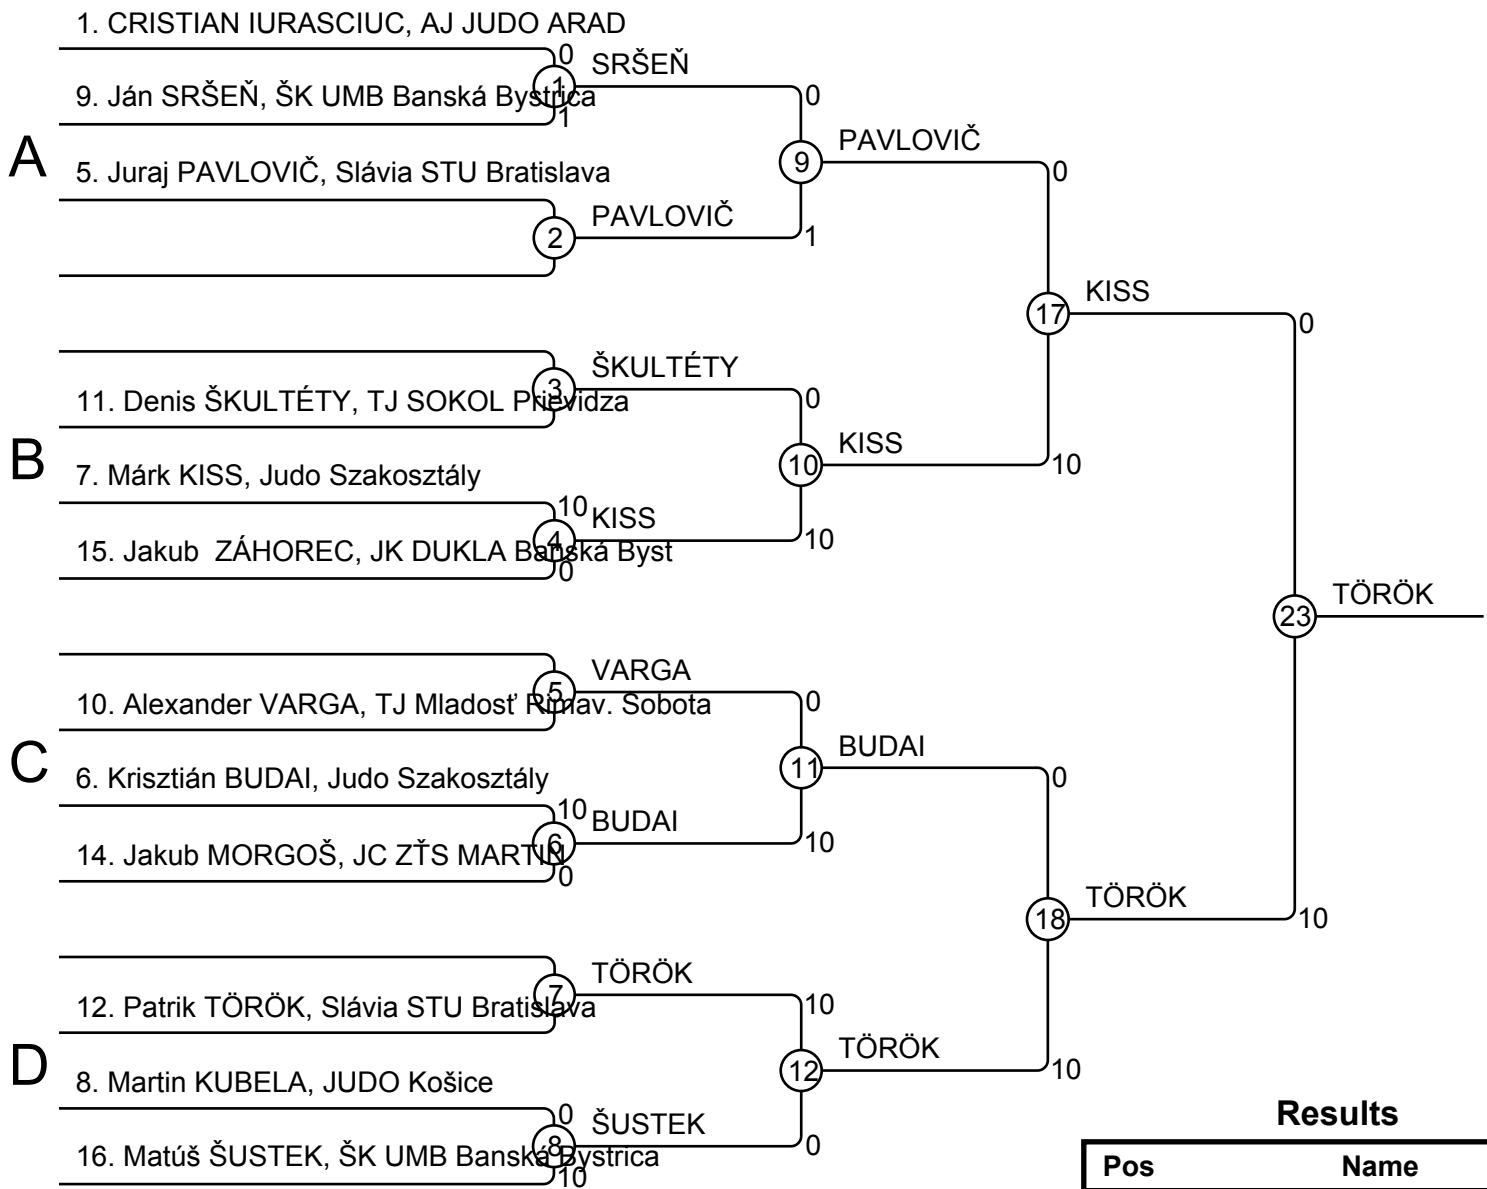 1. CRISTIAN IURASCIUC, AJ JUDO ARAD
0
SRŠEŇ
1
9. Ján SRŠEŇ, ŠK UMB Banská Bystrica
0
1
A
PAVLOVIČ
9
5. Juraj PAVLOVIČ, Slávia STU Bratislava
0
PAVLOVIČ
2
1
KISS
17
0
ŠKULTÉTY
3
11. Denis ŠKULTÉTY, TJ SOKOL Prievidza
0
B
KISS
10
10
7. Márk KISS, Judo Szakosztály
10
KISS
4
10
15. Jakub ZÁHOREC, JK DUKLA Banská Byst
0
TÖRÖK
23
VARGA
5
10. Alexander VARGA, TJ Mladosť Rimav. Sobota
0
C
BUDAI
11
6. Krisztián BUDAI, Judo Szakosztály
0
10
BUDAI
6
10
14. Jakub MORGOŠ, JC ZŤS MARTIN
0
TÖRÖK
18
10
TÖRÖK
7
12. Patrik TÖRÖK, Slávia STU Bratislava
10
D
TÖRÖK
12
10
8. Martin KUBELA, JUDO Košice
0
ŠUSTEK
8
0
16. Matúš ŠUSTEK, ŠK UMB Banská Bystrica
10
Results
Pos Name